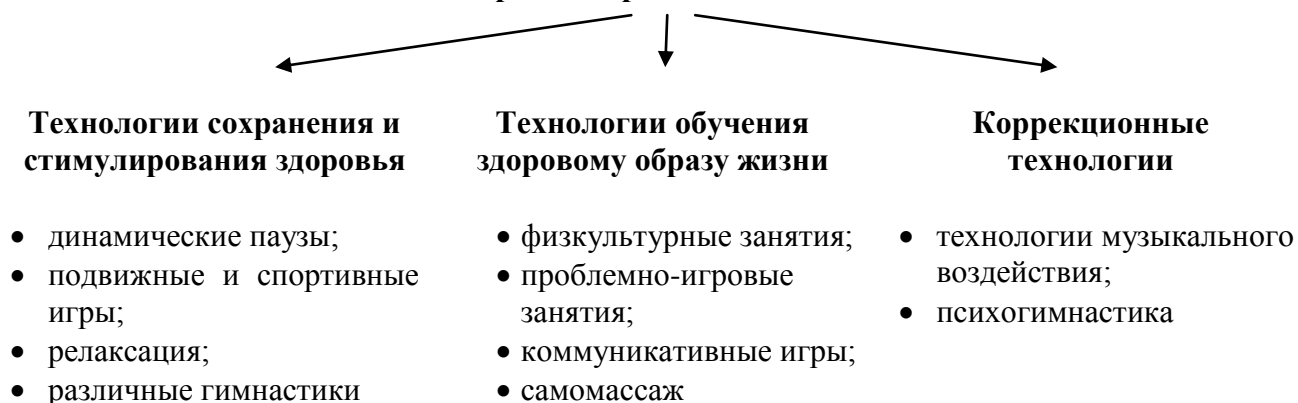 Технологии сохранения и
стимулирования здоровья
• динамические паузы;
• подвижные и спортивные
игры;
• релаксация;
• различные гимнастики
Технологии обучения
здоровому образу жизни
• физкультурные занятия;
• проблемно-игровые
занятия;
• коммуникативные игры;
• самомассаж
Коррекционные
технологии
• технологии музыкального
воздействия;
• психогимнастика